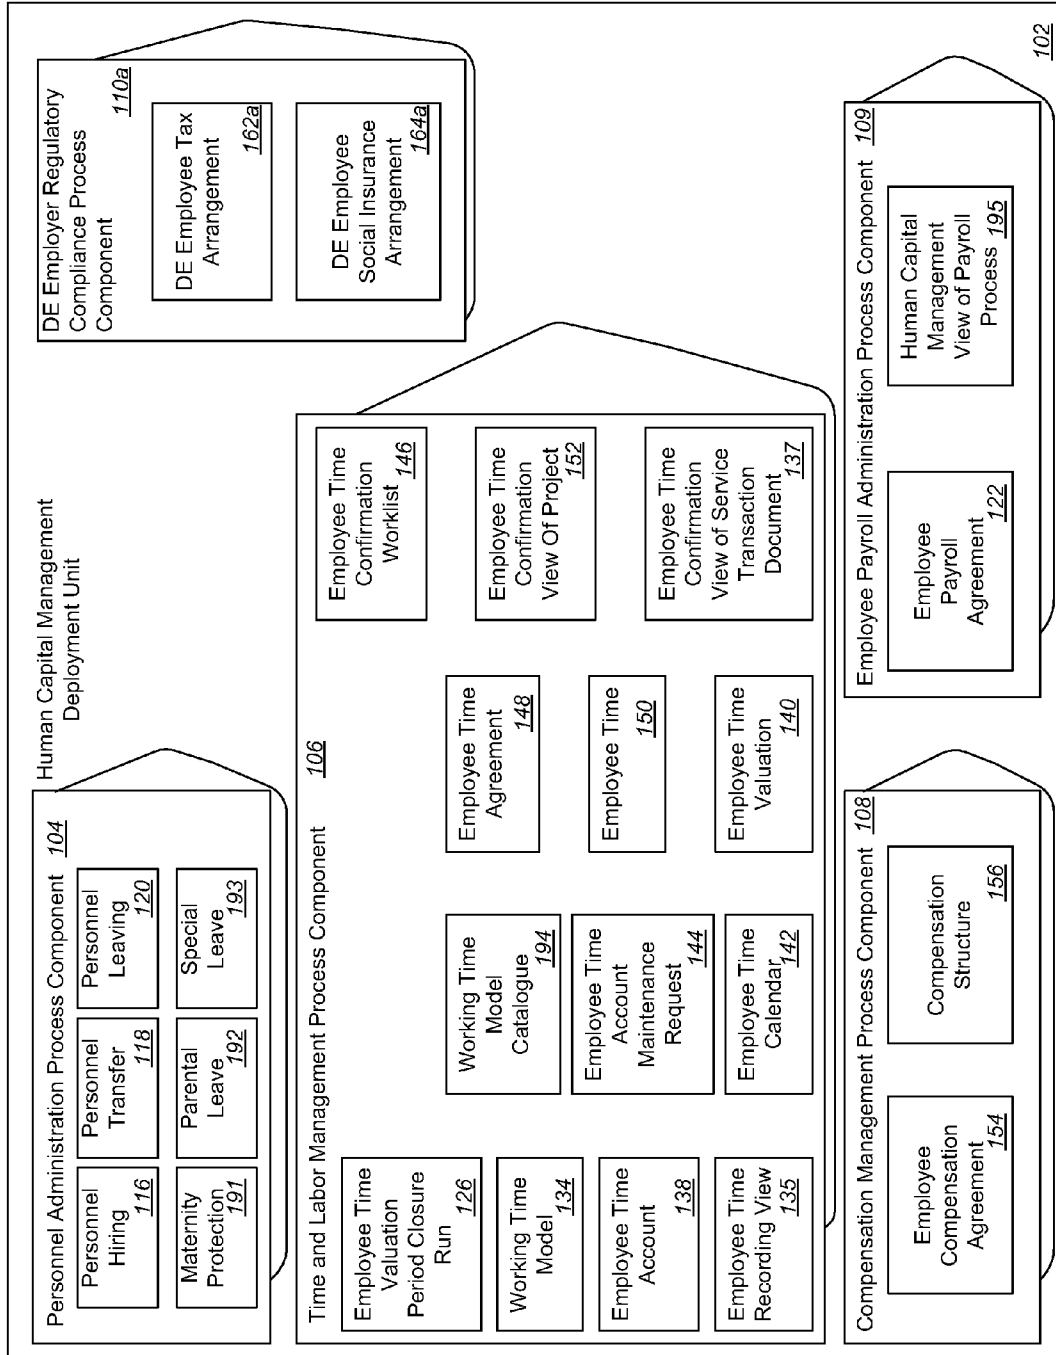 Human Capital Management
Deployment Unit
Personnel Administration Process Component
104
Personnel
Hiring
116
Personnel
Transfer
118
Personnel
Leaving
120
Maternity
Protection
191
Parental
Leave
192
Special
Leave
193
DE Employer Regulatory
Compliance Process
Component
110a
DE Employee Tax
Arrangement
162a
DE Employee
Social Insurance
Arrangement
164a
Time and Labor Management Process Component
106
Employee Time
Valuation
Period Closure
Run
126
Working Time
Model
134
Employee Time
Account
138
Employee Time
Recording View
135
Working Time
Model
Catalogue
194
Employee Time
Account
Maintenance
Request
144
Employee Time
Calendar
142
Employee Time
Agreement
148
Employee Time
150
Employee Time
Valuation
140
Employee Time
Confirmation
Worklist
146
Employee Time
Confirmation
View Of Project
152
Employee Time
Confirmation
View of Service
Transaction
Document
137
Compensation Management Process Component
108
Employee
Compensation
Agreement
154
Compensation
Structure
156
Employee Payroll Administration Process Component
109
Employee
Payroll
Agreement
122
Human Capital
Management
View of Payroll
Process
195
102